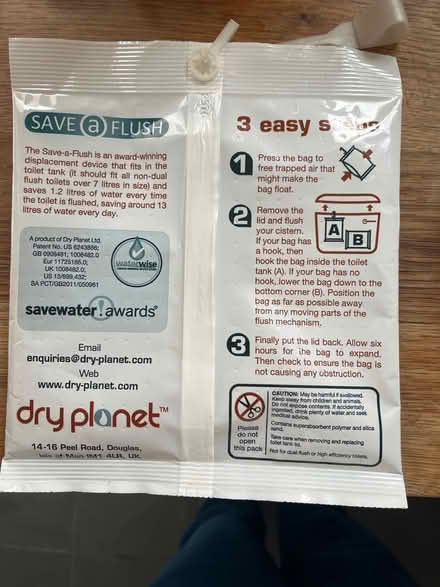 SAVE a FLUSH
The Save-a-Flush is an award-winning
displacement device that fits in the
toilet tank (it should fit all non-dual
flush toilets over 7 litres in size) and
saves 1.2 litres of water every time
the toilet is flushed, saving around 13
litres of water every day.
A product of Dry Planet Ltd.
Patent No. US 6243886;
GB 0909491; 1008482.0
Eur 11725186.0;
UK 1008482.0;
US 13/699,432;
SA PCT/GB2011/050961
waterwise
savewater!awards®
Email
enquiries@dry-planet.com
Web
www.dry-planet.com
dry planet™
14-16 Peel Road, Douglas,
Isle of Man IM1 4LR, UK
3 easy
1
Press the bag to
free trapped air that
might make the
bag float.
2
Remove the
lid and flush
your cistern.
If your bag
has a hook, then
hook the bag inside the toilet
tank (A). If your bag has no
hook, lower the bag down to the
bottom corner (B). Position the
bag as far as possible away
from any moving parts of the
flush mechanism.
A
B
3
Finally put the lid back. Allow six
hours for the bag to expand.
Then check to ensure the bag is
not causing any obstruction.
Please
do not
open
this pack
CAUTION: May be harmful if swallowed.
Keep away from children and animals.
Do not expose contents. If accidentally
ingested, drink plenty of water and seek
medical advice.
Contains superabsorbent polymer and silica
sand.
Take care when removing and replacing
toilet tank lid.
Not for dual flush or high efficiency toilets.